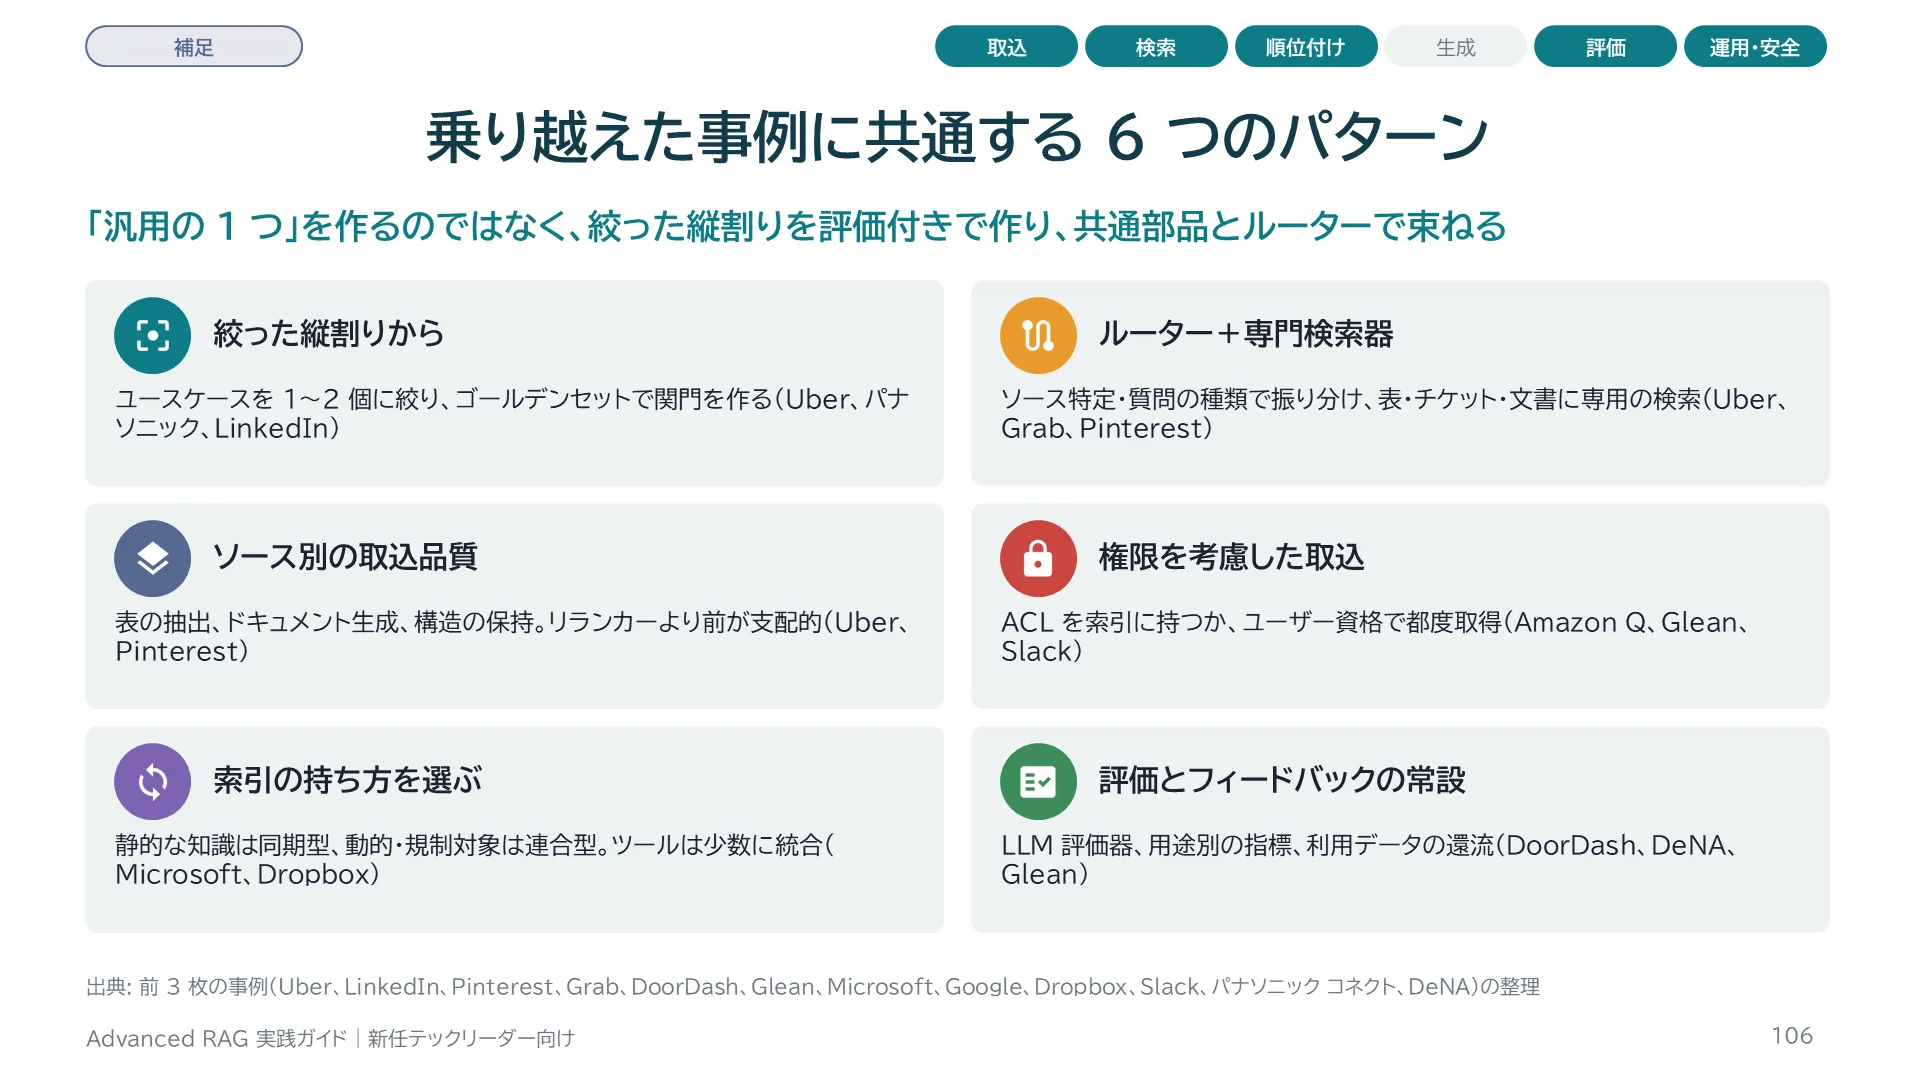 補足
取込
検索
順位付け
生成
評価
運用・安全
乗り越えた事例に共通する 6 つのパターン
「汎用の 1 つ」を作るのではなく、絞った縦割りを評価付きで作り、共通部品とルーターで束ねる
絞った縦割りから
ユースケースを 1〜2 個に絞り、ゴールデンセットで関門を作る（Uber、パナ
ソニック、LinkedIn）
ルーター＋専門検索器
ソース特定・質問の種類で振り分け、表・チケット・文書に専用の検索（Uber、
Grab、Pinterest）
ソース別の取込品質
表の抽出、ドキュメント生成、構造の保持。リランカーより前が支配的（Uber、
Pinterest）
権限を考慮した取込
ACL を索引に持つか、ユーザー資格で都度取得（Amazon Q、Glean、
Slack）
索引の持ち方を選ぶ
静的な知識は同期型、動的・規制対象は連合型。ツールは少数に統合（
Microsoft、Dropbox）
評価とフィードバックの常設
LLM 評価器、用途別の指標、利用データの還流（DoorDash、DeNA、
Glean）
出典: 前 3 枚の事例（Uber、LinkedIn、Pinterest、Grab、DoorDash、Glean、Microsoft、Google、Dropbox、Slack、パナソニック コネクト、DeNA）の整理
Advanced RAG 実践ガイド｜新任テックリーダー向け
106